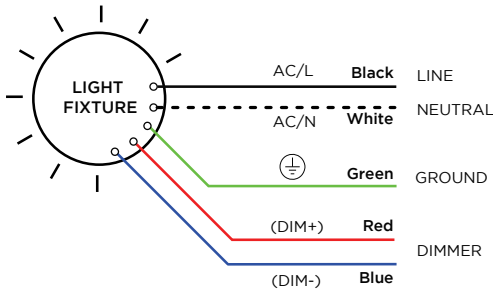 LIGHT
FIXTURE
AC/L Black LINE
AC/N White NEUTRAL
Green GROUND
(DIM+) Red
DIMMER
(DIM-) Blue